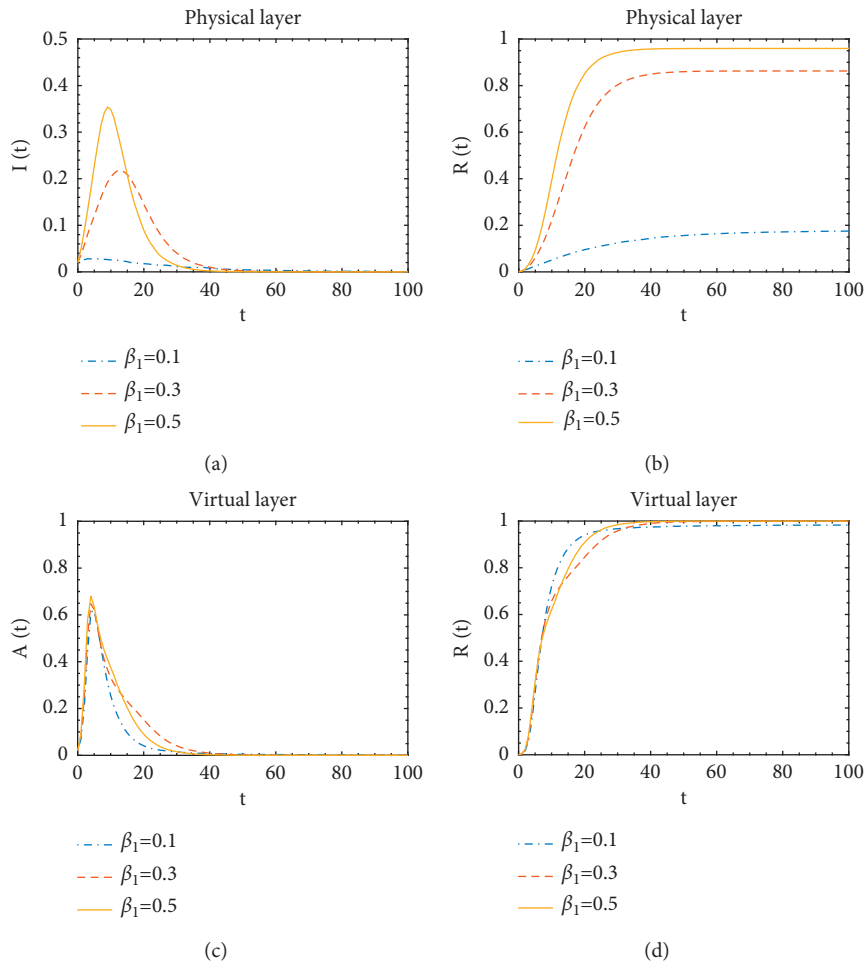 Physical layer
0.5
0.4
0.3
0.2
0.1
0
I (t)
0 20 40 60 80 100
t
β1=0.1
β1=0.3
β1=0.5
(a)
Physical layer
1
0.8
0.6
0.4
0.2
0
R (t)
0 20 40 60 80 100
t
β1=0.1
β1=0.3
β1=0.5
(b)
Virtual layer
1
0.8
0.6
0.4
0.2
0
A (t)
0 20 40 60 80 100
t
β1=0.1
β1=0.3
β1=0.5
(c)
Virtual layer
1
0.8
0.6
0.4
0.2
0
R (t)
0 20 40 60 80 100
t
β1=0.1
β1=0.3
β1=0.5
(d)